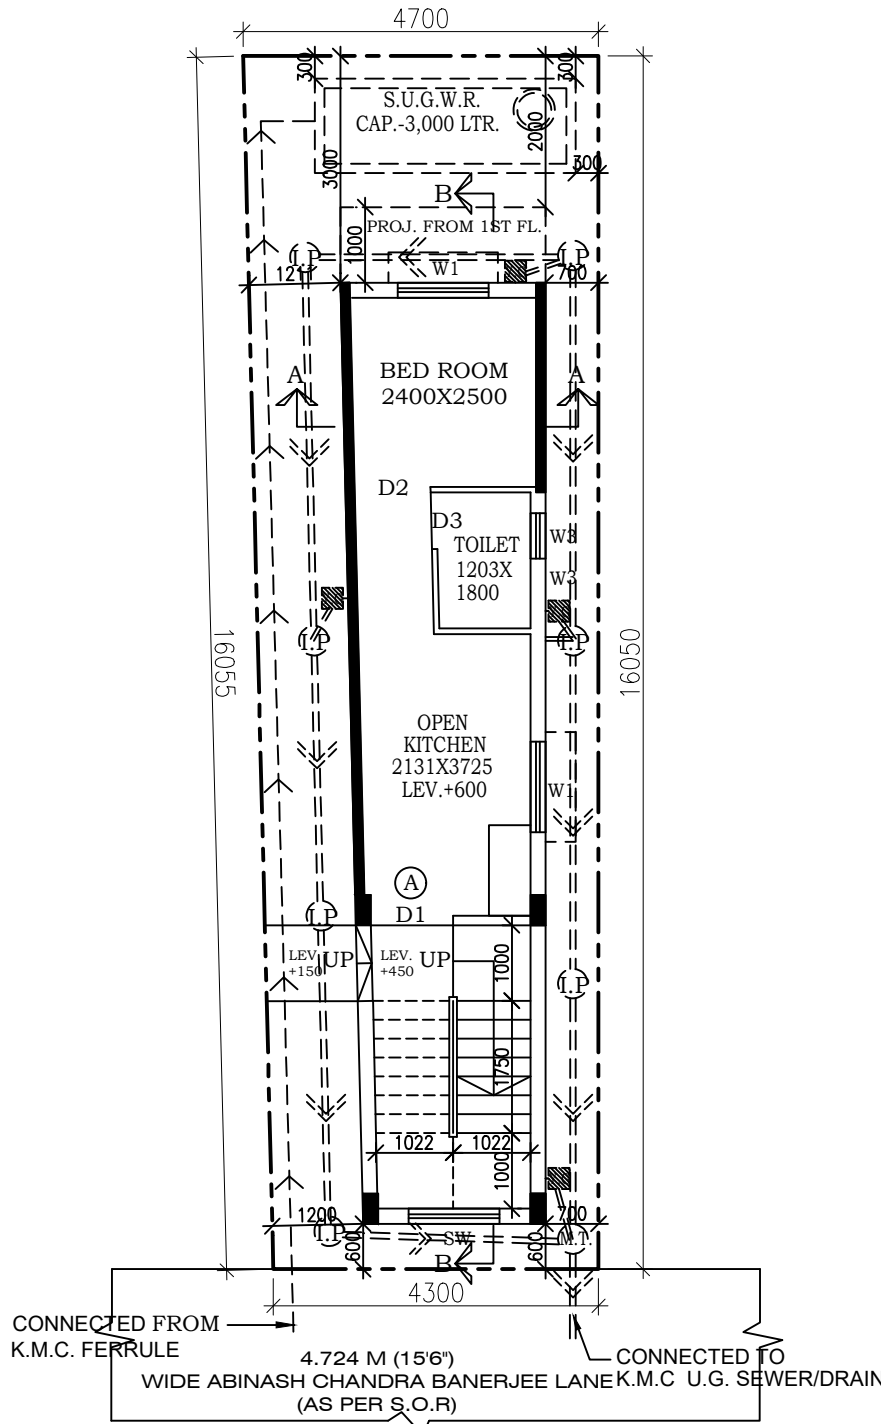 4700
300
300
S.U.G.W.R.
CAP.-3,000 LTR.
2000
3000
300
B
PROJ. FROM 1ST FL.
1000
I.P
W1
I.P
1211
700
BED ROOM
2400X2500
A
A
D2
D3
TOILET
1203X
1800
W3
W3
I.P
I.P
16055
16050
OPEN
KITCHEN
2131X3725
LEV.+600
W1
A
D1
I.P
LEV.
+150
UP
LEV.
+450
UP
1000
I.P
1750
1022
1022
1000
1200
700
I.P
600
SW
600
M.T.
B
4300
CONNECTED FROM
K.M.C. FERRULE
4.724 M (15'6")
WIDE ABINASH CHANDRA BANERJEE LANE
(AS PER S.O.R)
CONNECTED TO
K.M.C U.G. SEWER/DRAIN